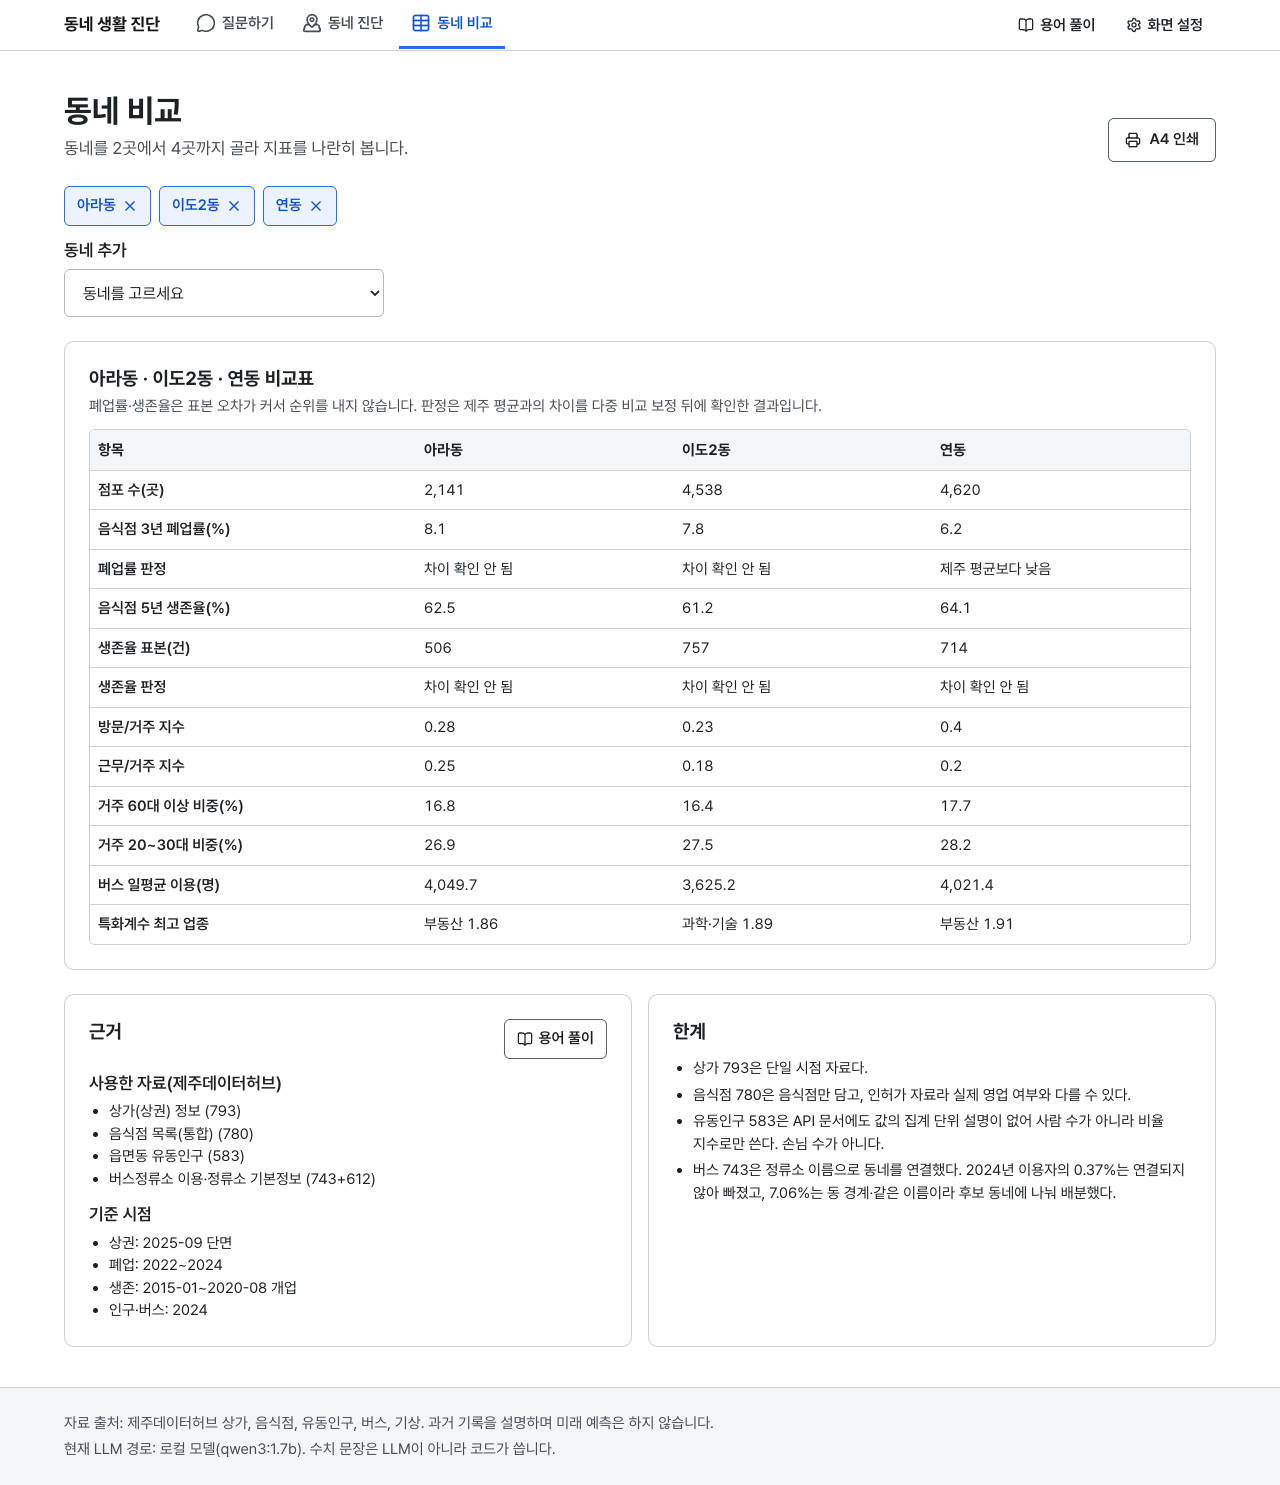 동네 생활 진단 질문하기 동네 진단 동네 비교 용어 풀이 화면 설정
동네 비교
동네를 2곳에서 4곳까지 골라 지표를 나란히 봅니다.
A4 인쇄
아라동 × 이도2동 × 연동 ×
동네 추가
동네를 고르세요
아라동 · 이도2동 · 연동 비교표
폐업률·생존율은 표본 오차가 커서 순위를 내지 않습니다. 판정은 제주 평균과의 차이를 다중 비교 보정 뒤에 확인한 결과입니다.
항목 아라동 이도2동 연동
점포 수(곳) 2,141 4,538 4,620
음식점 3년 폐업률(%) 8.1 7.8 6.2
폐업률 판정 차이 확인 안 됨 차이 확인 안 됨 제주 평균보다 낮음
음식점 5년 생존율(%) 62.5 61.2 64.1
생존율 표본(건) 506 757 714
생존율 판정 차이 확인 안 됨 차이 확인 안 됨 차이 확인 안 됨
방문/거주 지수 0.28 0.23 0.4
근무/거주 지수 0.25 0.18 0.2
거주 60대 이상 비중(%) 16.8 16.4 17.7
거주 20~30대 비중(%) 26.9 27.5 28.2
버스 일평균 이용(명) 4,049.7 3,625.2 4,021.4
특화계수 최고 업종 부동산 1.86 과학·기술 1.89 부동산 1.91
근거
용어 풀이
사용한 자료(제주데이터허브)
• 상가(상권) 정보 (793)
• 음식점 목록(통합) (780)
• 읍면동 유동인구 (583)
• 버스정류소 이용·정류소 기본정보 (743+612)
기준 시점
• 상권: 2025-09 단면
• 폐업: 2022~2024
• 생존: 2015-01~2020-08 개업
• 인구·버스: 2024
한계
• 상가 793은 단일 시점 자료다.
• 음식점 780은 음식점만 담고, 인허가 자료라 실제 영업 여부와 다를 수 있다.
• 유동인구 583은 API 문서에도 값의 집계 단위 설명이 없어 사람 수가 아니라 비율
지수로만 쓴다. 손님 수가 아니다.
• 버스 743은 정류소 이름으로 동네를 연결했다. 2024년 이용자의 0.37%는 연결되지
않아 빠졌고, 7.06%는 동 경계·같은 이름이라 후보 동네에 나눠 배분했다.
자료 출처: 제주데이터허브 상가, 음식점, 유동인구, 버스, 기상. 과거 기록을 설명하며 미래 예측은 하지 않습니다.
현재 LLM 경로: 로컬 모델(qwen3:1.7b). 수치 문장은 LLM이 아니라 코드가 씁니다.